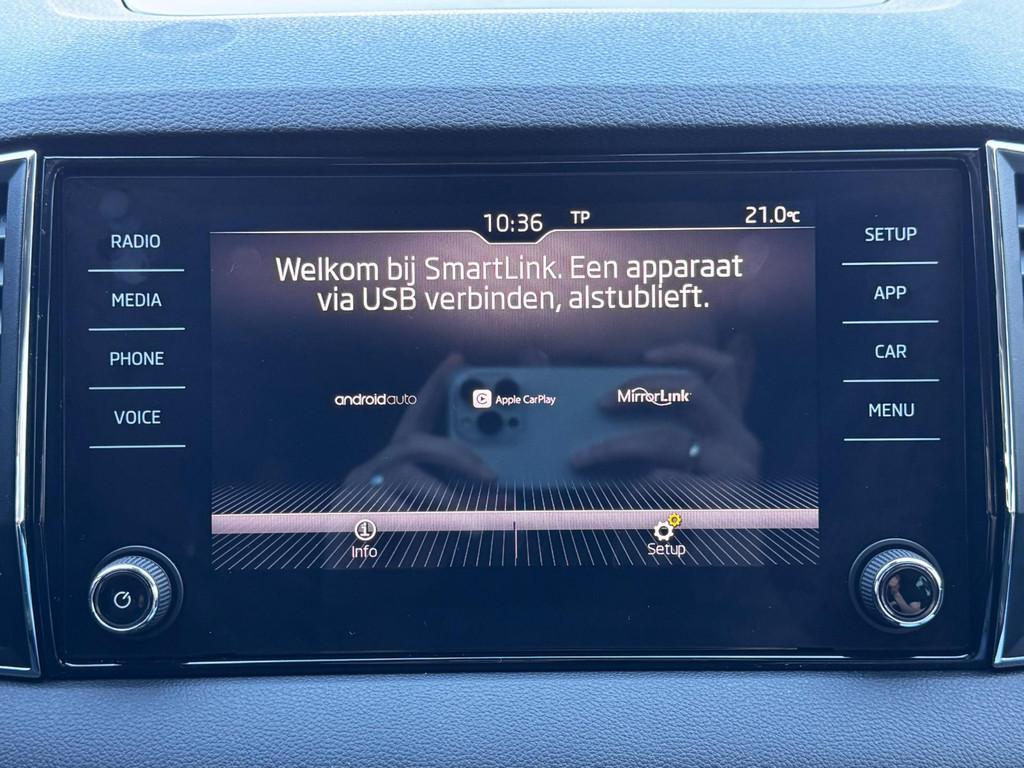 10:36 TP 21.0°C
RADIO
MEDIA
PHONE
VOICE
Welkom bij SmartLink. Een apparaat
via USB verbinden, alstublieft.
androidauto Apple CarPlay MirrorLink
Info Setup
SETUP
APP
CAR
MENU